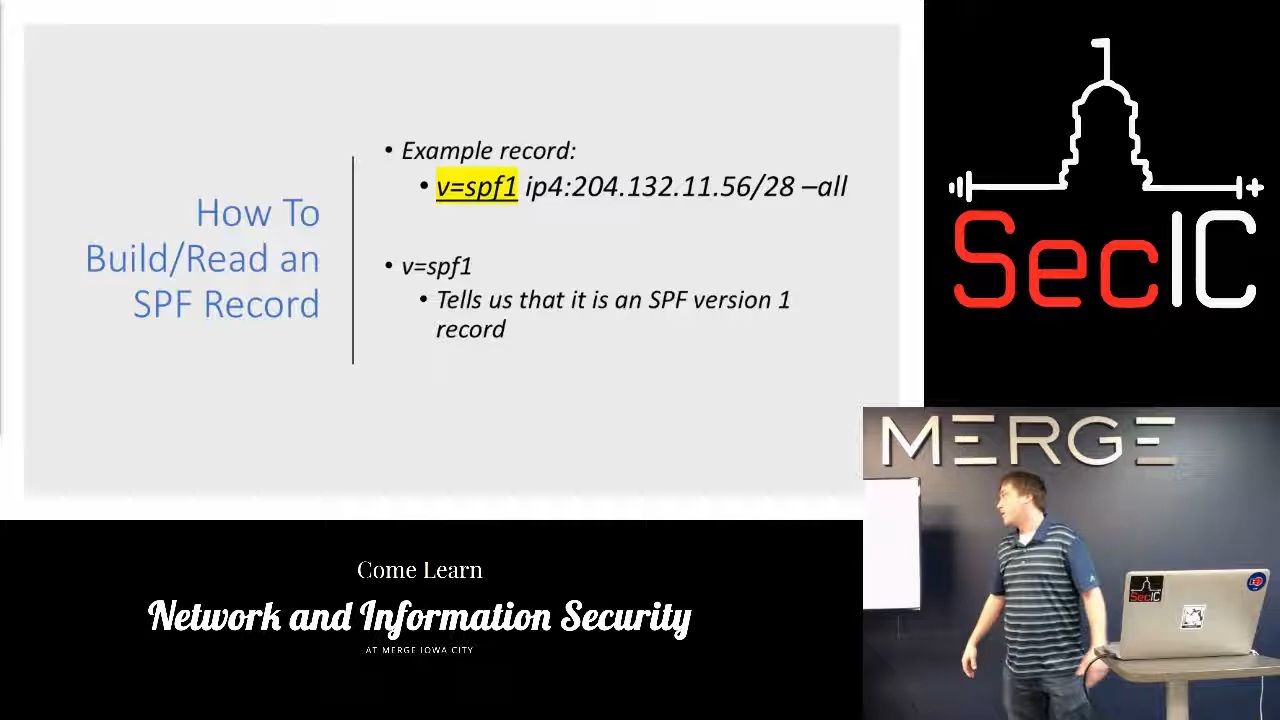 How To
Build/Read an
SPF Record
• Example record:
• v=spf1 ip4:204.132.11.56/28 –all
• v=spf1
• Tells us that it is an SPF version 1
record
SecIC
MERGE
SecIC
Come Learn
Network and Information Security
AT MERGE IOWA CITY